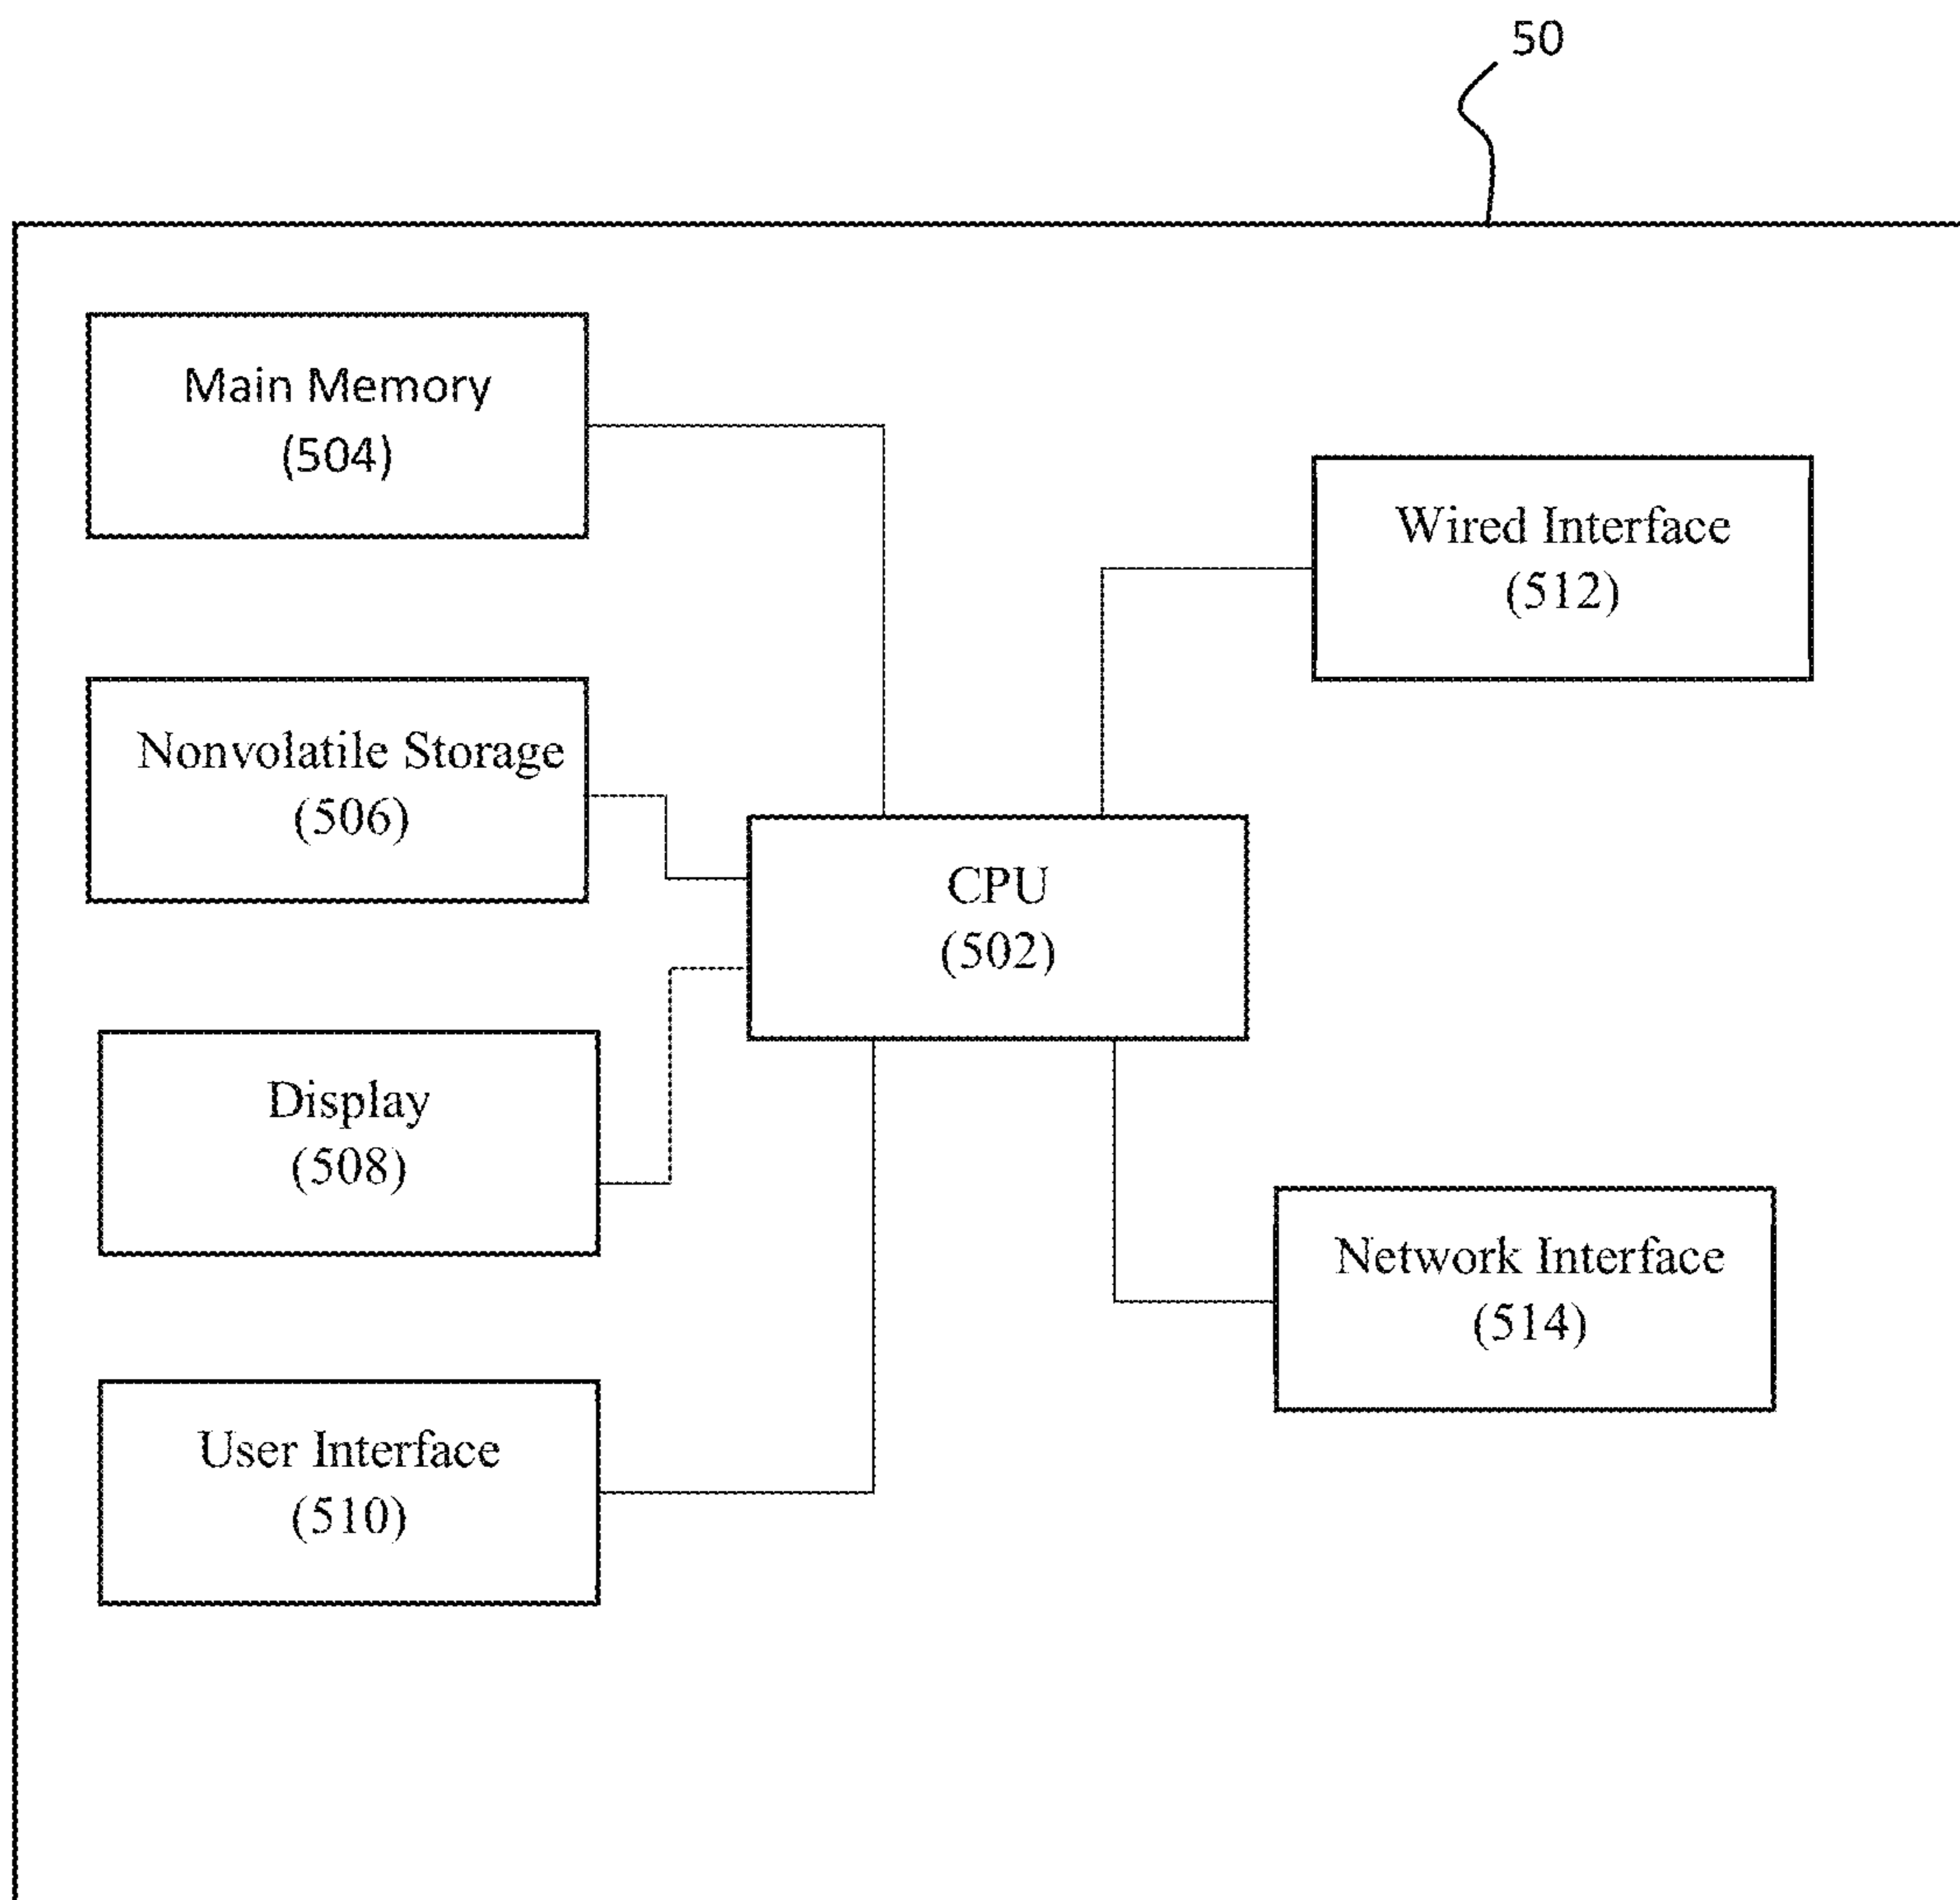 50
Main Memory
(504)
Wired Interface
(512)
Nonvolatile Storage
(506)
CPU
(502)
Display
(508)
Network Interface
(514)
User Interface
(510)